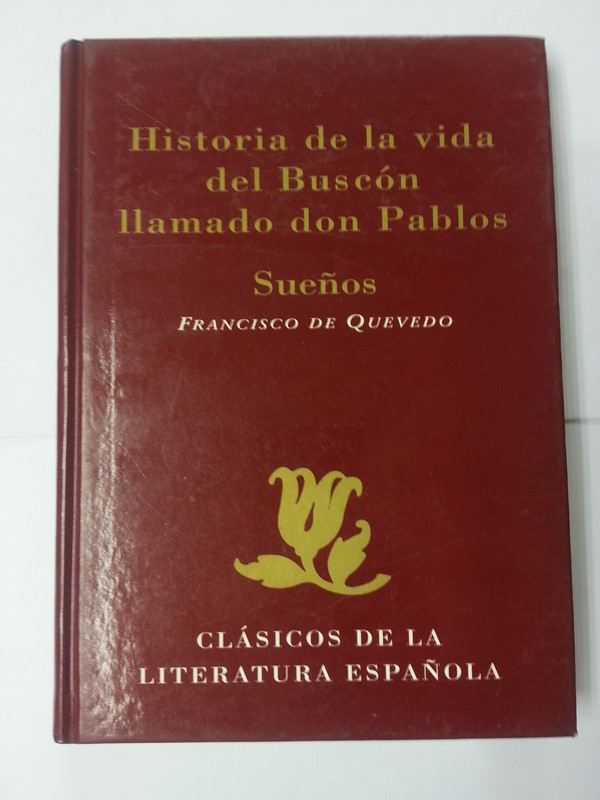 Historia de la vida
del Buscón
llamado don Pablos
Sueños
FRANCISCO DE QUEVEDO
CLÁSICOS DE LA
LITERATURA ESPAÑOLA